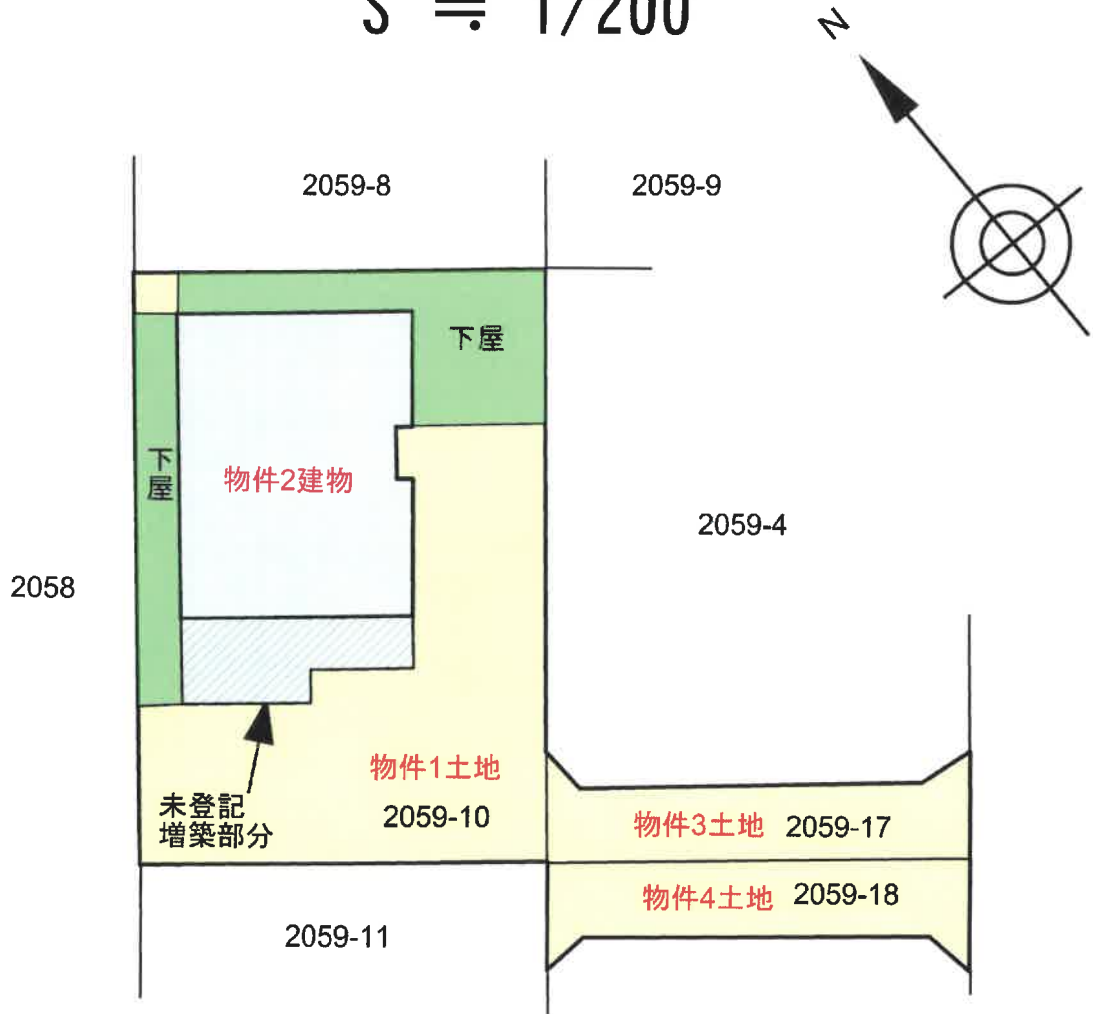 S ≒ 1/200
N
2059-8
2059-9
下屋
下屋
物件2建物
2059-4
2058
物件1土地
2059-10
未登記
増築部分
物件3土地 2059-17
物件4土地 2059-18
2059-11